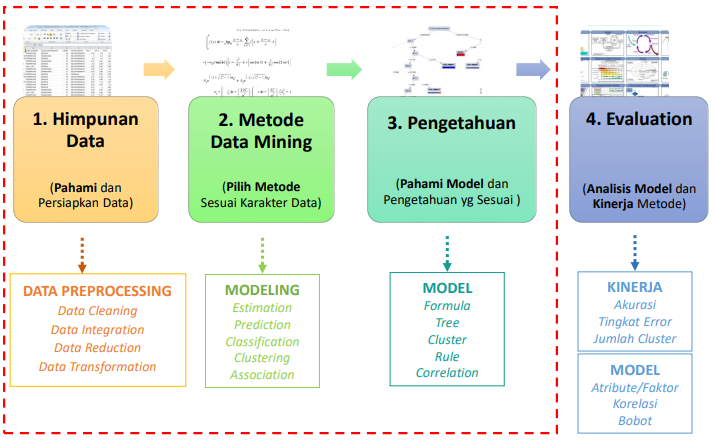 1. Himpunan
Data
(Pahami dan
Persiapkan Data)
2. Metode
Data Mining
(Pilih Metode
Sesuai Karakter Data)
3. Pengetahuan
(Pahami Model dan
Pengetahuan yg Sesuai )
4. Evaluation
(Analisis Model dan
Kinerja Metode)
DATA PREPROCESSING
Data Cleaning
Data Integration
Data Reduction
Data Transformation
MODELING
Estimation
Prediction
Classification
Clustering
Association
MODEL
Formula
Tree
Cluster
Rule
Correlation
KINERJA
Akurasi
Tingkat Error
Jumlah Cluster
MODEL
Atribute/Faktor
Korelasi
Bobot